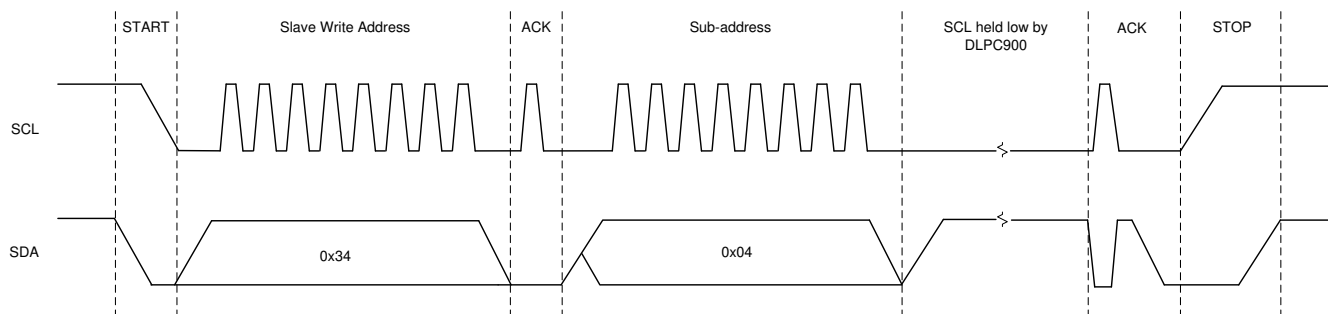 START
Slave Write Address
ACK
Sub-address
SCL held low by
DLPC900
ACK
STOP
SCL
SDA
0x34
0x04